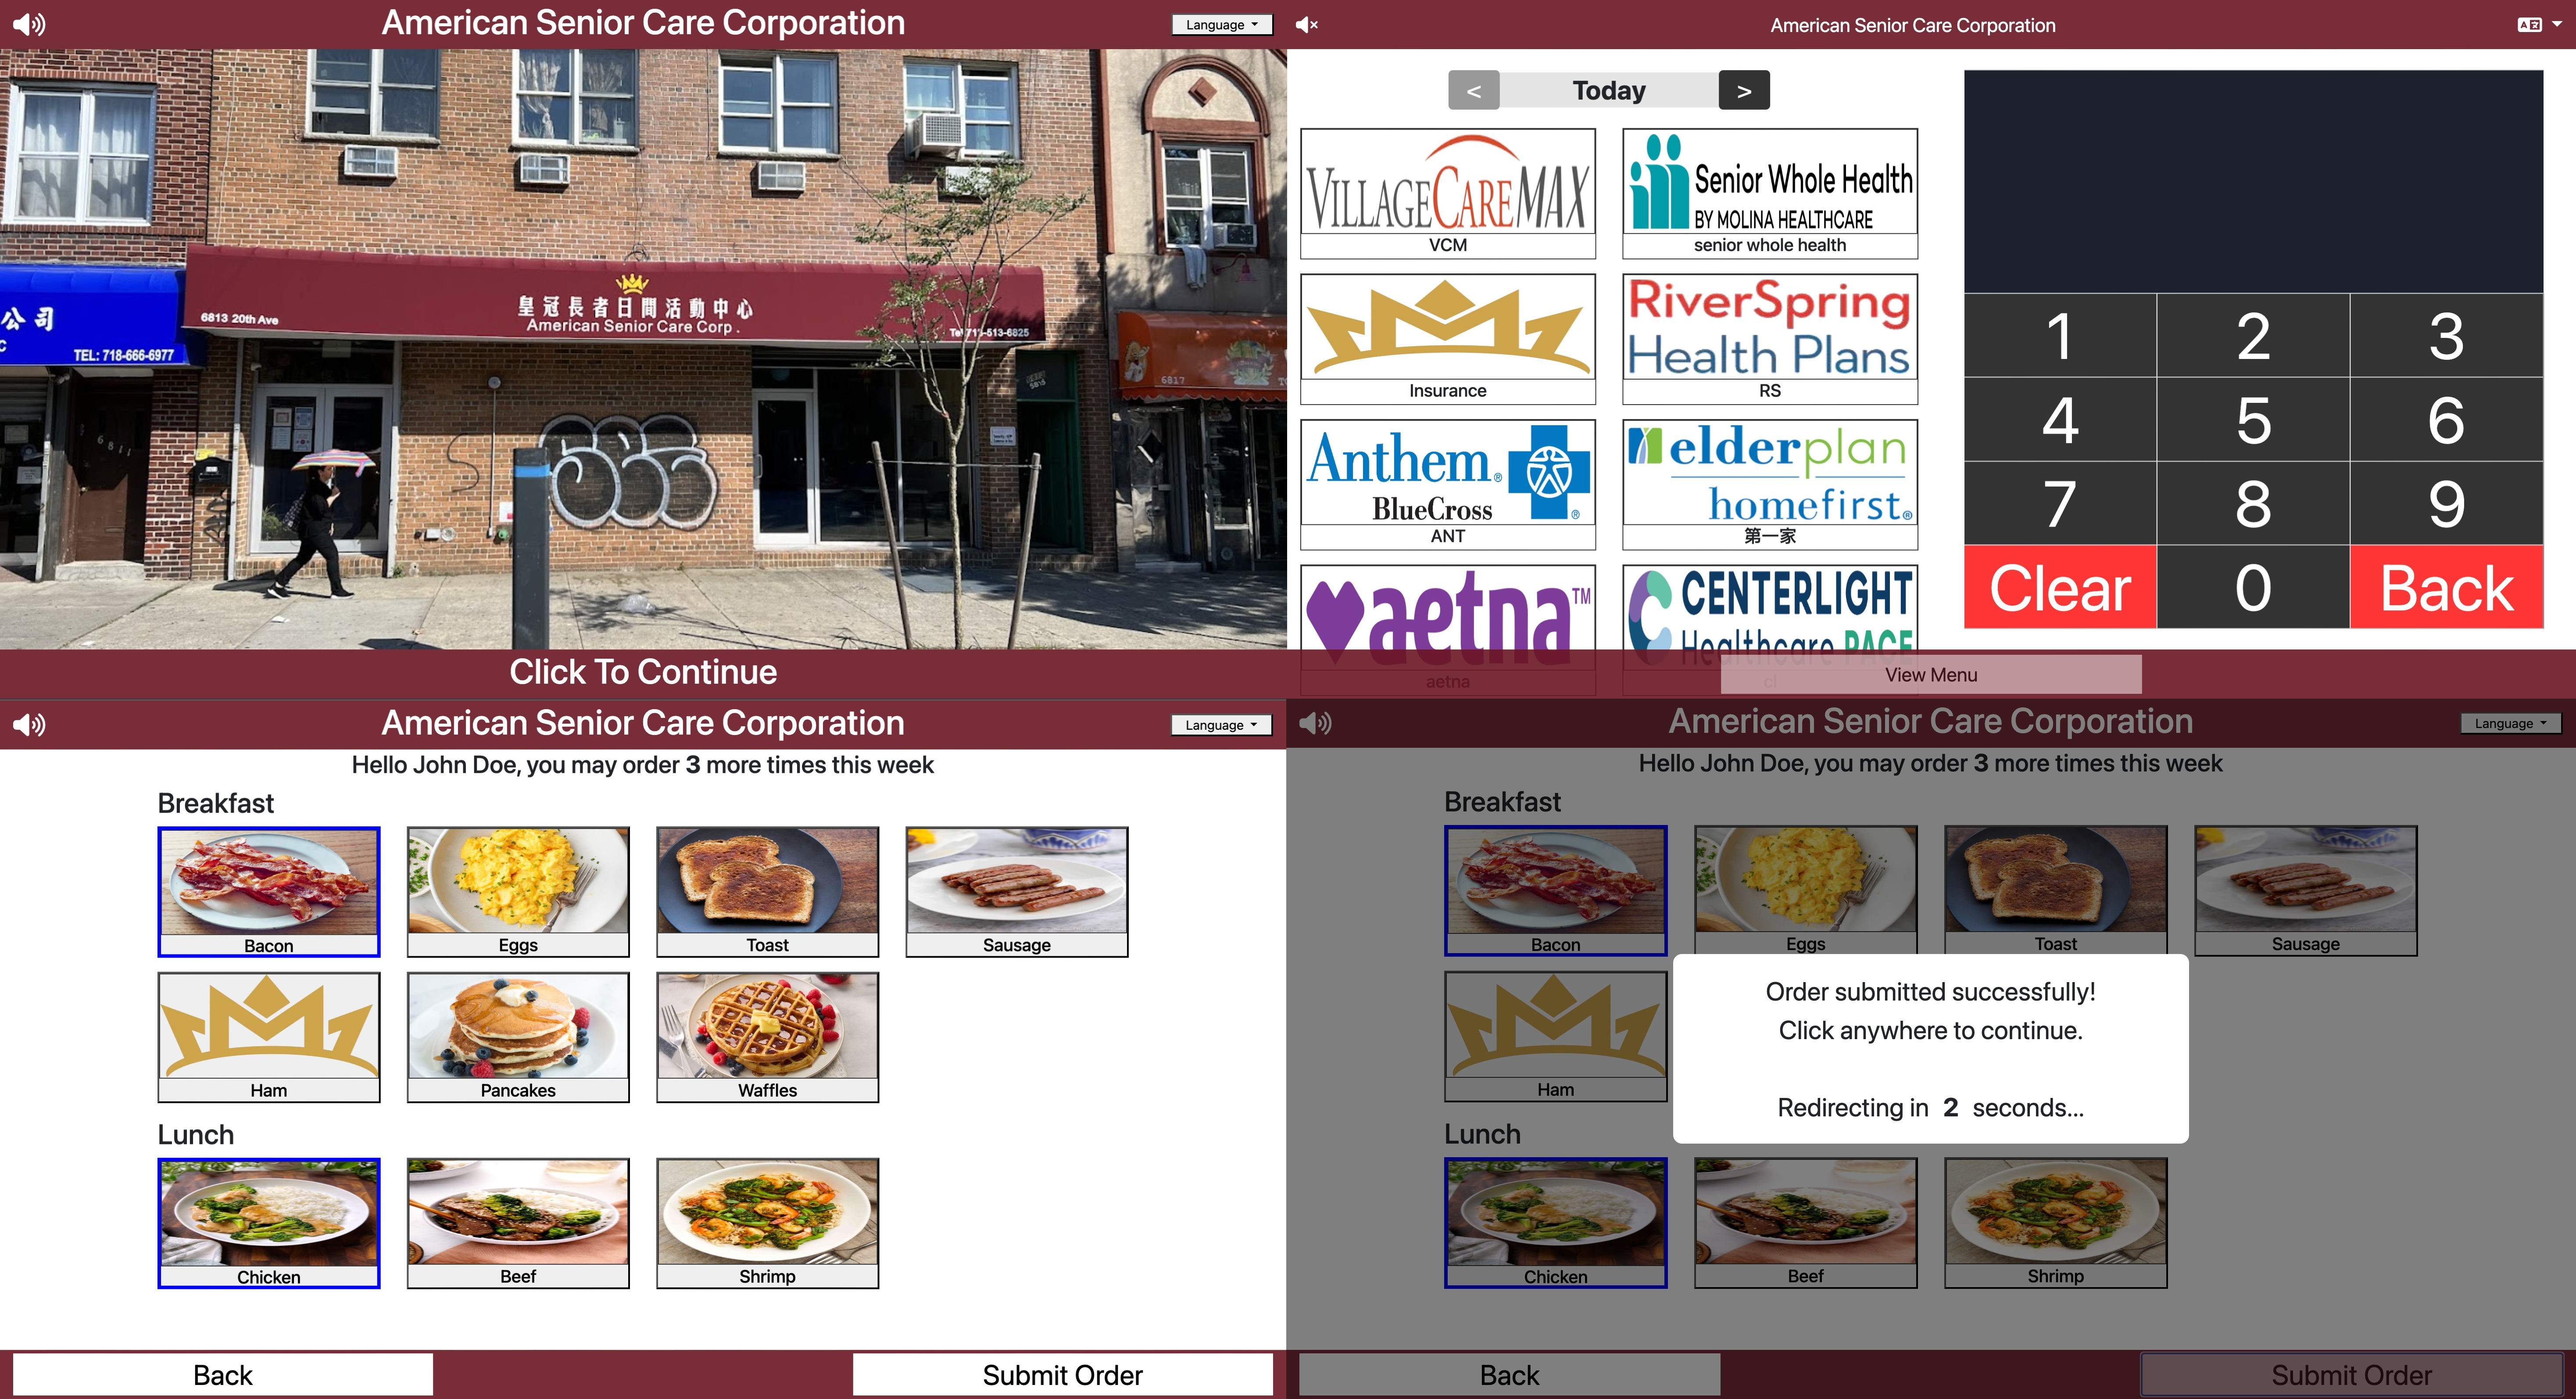 American Senior Care Corporation
Language
公司
C
TEL: 718-666-6977
6813 20th Ave
皇冠長者日間活動中心
American Senior Care Corp.
Tel 718-513-6825
6811
6817
Click To Continue
American Senior Care Corporation
< Today >
VILLAGECAREMAX
VCM
Senior Whole Health
BY MOLINA HEALTHCARE
senior whole health
Insurance
RiverSpring
Health Plans
RS
Anthem®
BlueCross ®
ANT
elderplan
homefirst®
第一家
aetna™
aetna
CENTERLIGHT
Healthcare PACE
cl
1 2 3
4 5 6
7 8 9
Clear 0 Back
View Menu
American Senior Care Corporation
Language
Hello John Doe, you may order 3 more times this week
Breakfast
Bacon Eggs Toast Sausage
Ham Pancakes Waffles
Lunch
Chicken Beef Shrimp
Back Submit Order
American Senior Care Corporation
Language
Hello John Doe, you may order 3 more times this week
Breakfast
Bacon Eggs Toast Sausage
Ham
Order submitted successfully!
Click anywhere to continue.
Redirecting in 2 seconds...
Lunch
Chicken Beef Shrimp
Back Submit Order